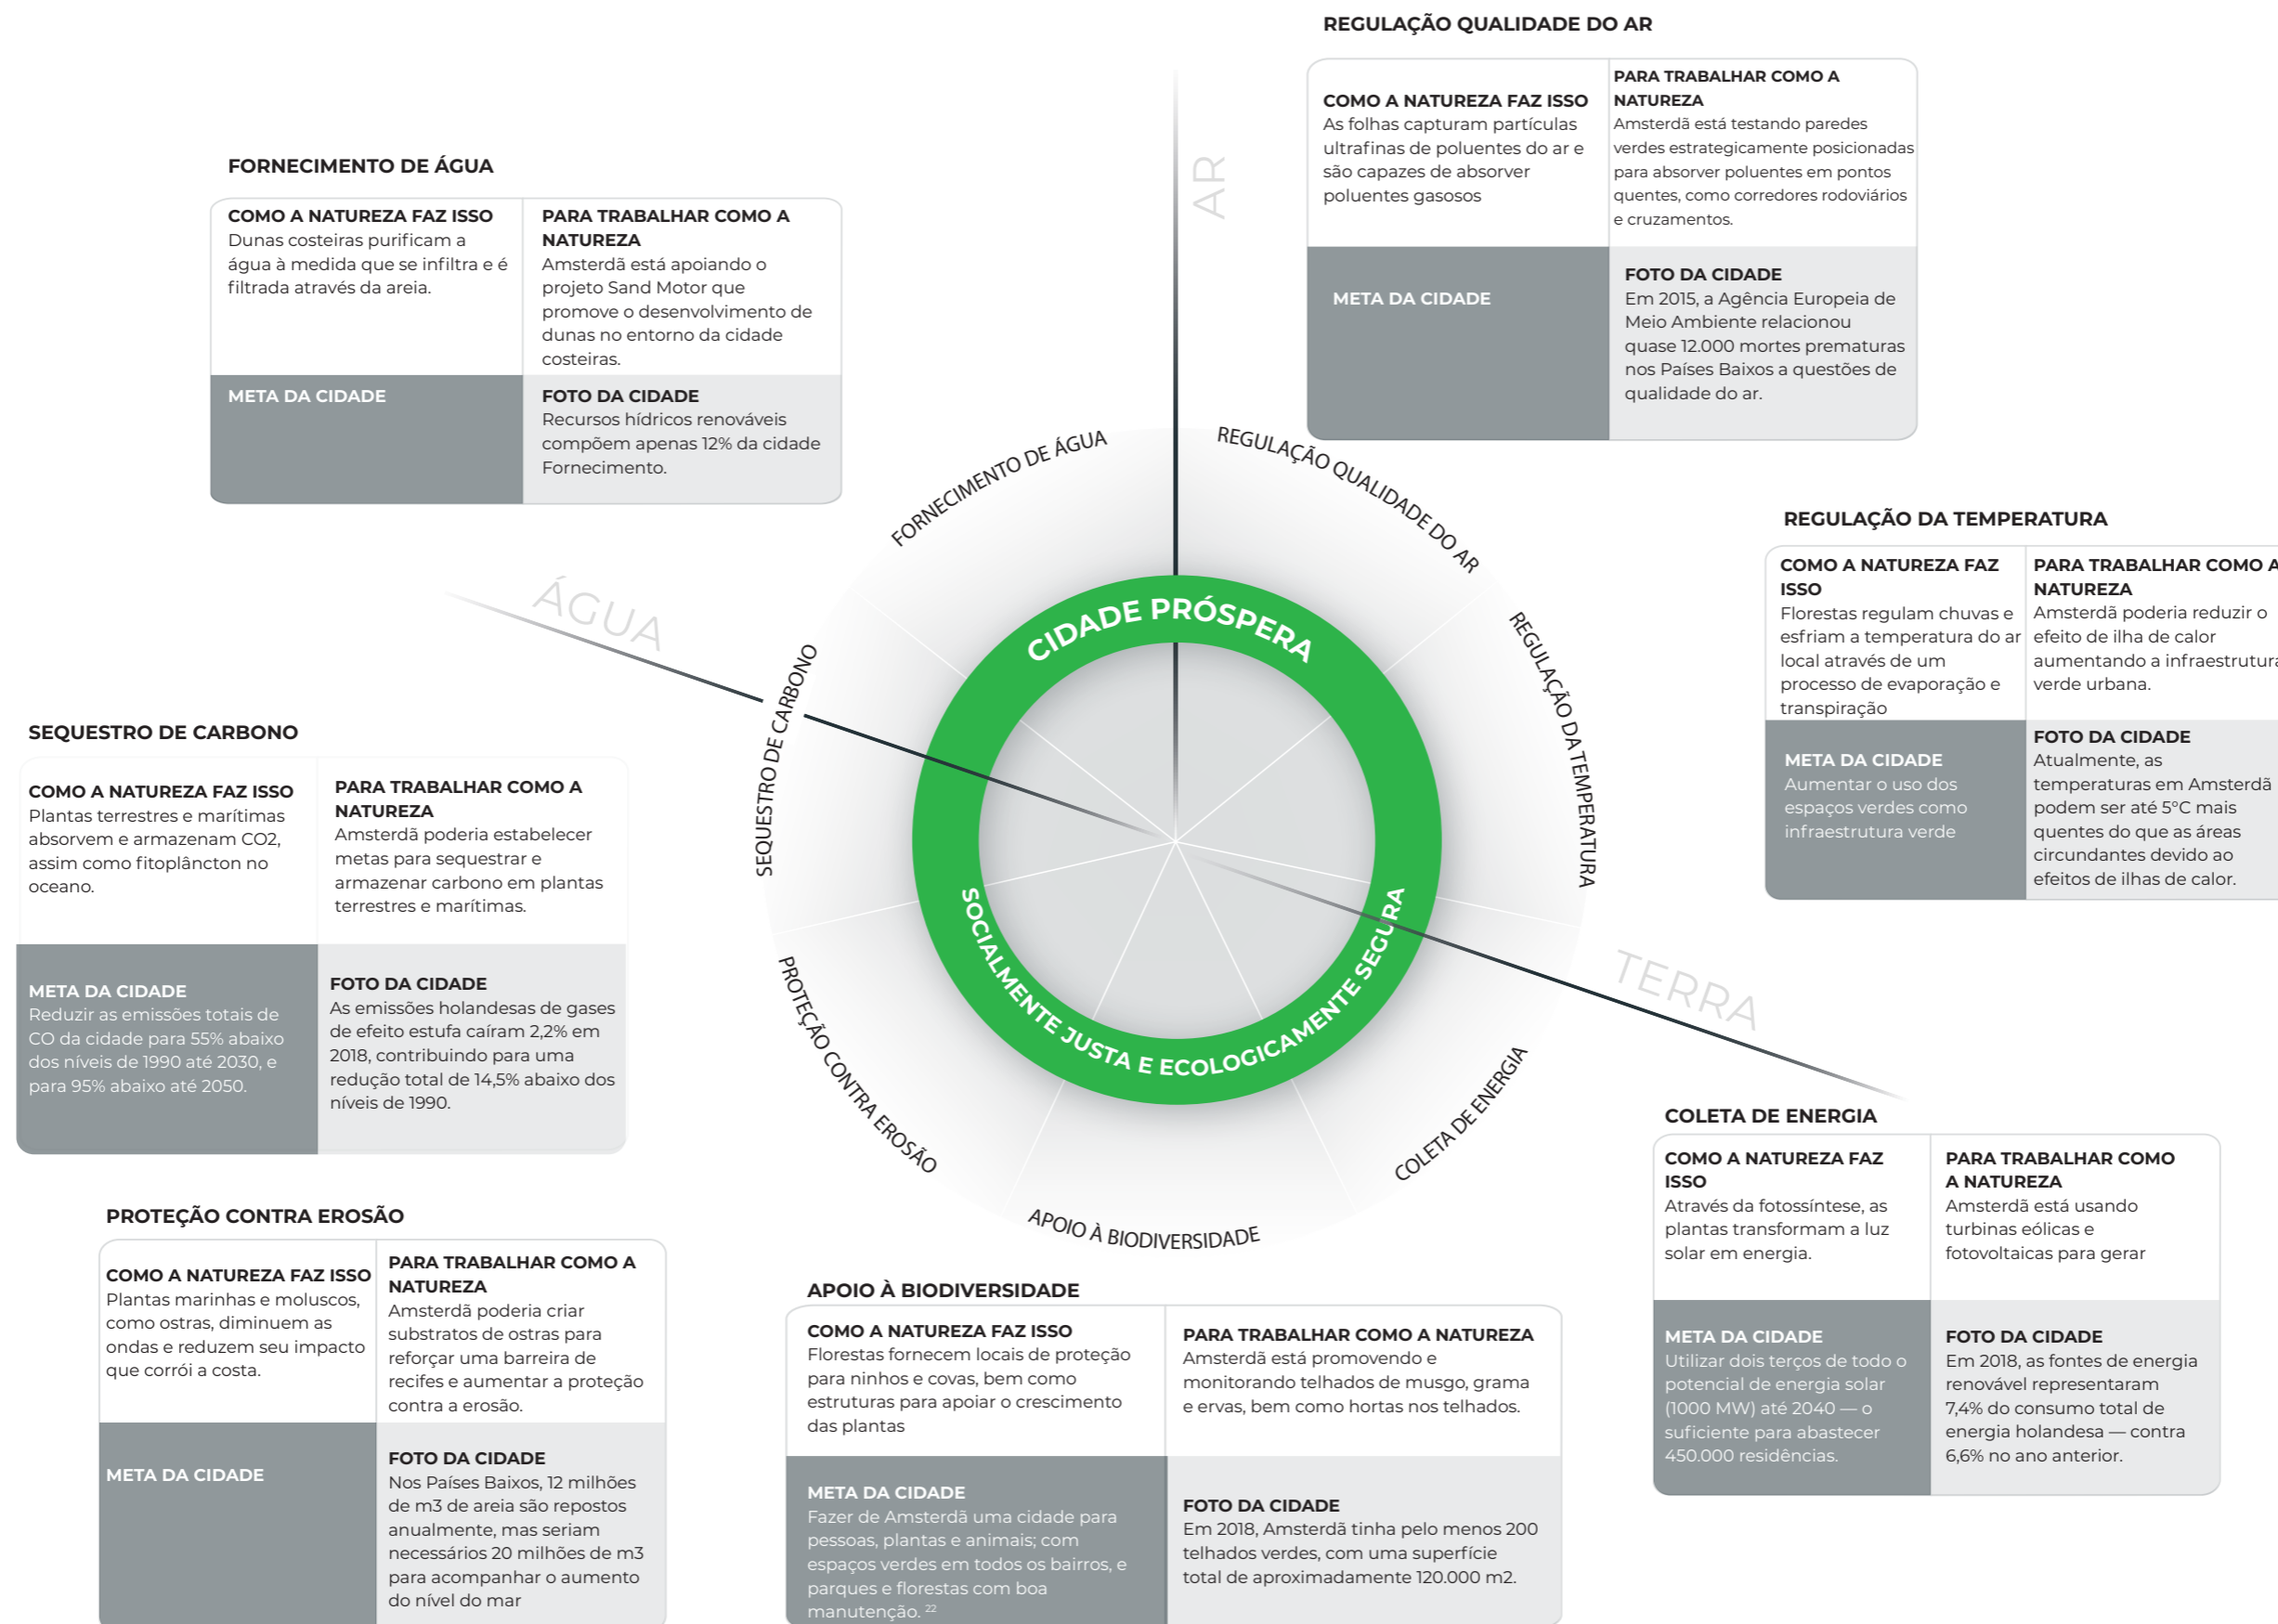 REGULAÇÃO QUALIDADE DO AR
COMO A NATUREZA FAZ ISSO
As folhas capturam partículas
ultrafinas de poluentes do ar e
são capazes de absorver
poluentes gasosos
PARA TRABALHAR COMO A
NATUREZA
Amsterdã está testando paredes
verdes estrategicamente posicionadas
para absorver poluentes em pontos
quentes, como corredores rodoviários
e cruzamentos.
META DA CIDADE
FOTO DA CIDADE
Em 2015, a Agência Europeia de
Meio Ambiente relacionou
quase 12.000 mortes prematuras
nos Países Baixos a questões de
qualidade do ar.
FORNECIMENTO DE ÁGUA
COMO A NATUREZA FAZ ISSO
Dunas costeiras purificam a
água à medida que se infiltra e é
filtrada através da areia.
PARA TRABALHAR COMO A
NATUREZA
Amsterdã está apoiando o
projeto Sand Motor que
promove o desenvolvimento de
dunas no entorno da cidade
costeiras.
META DA CIDADE
FOTO DA CIDADE
Recursos hídricos renováveis
compõem apenas 12% da cidade
Fornecimento.
AR
ÁGUA
TERRA
FORNECIMENTO DE ÁGUA
REGULAÇÃO QUALIDADE DO AR
REGULAÇÃO DA TEMPERATURA
COLETA DE ENERGIA
APOIO À BIODIVERSIDADE
PROTEÇÃO CONTRA EROSÃO
SEQUESTRO DE CARBONO
CIDADE PRÓSPERA
SOCIALMENTE JUSTA E ECOLOGICAMENTE SEGURA
REGULAÇÃO DA TEMPERATURA
COMO A NATUREZA FAZ
ISSO
Florestas regulam chuvas e
esfriam a temperatura do ar
local através de um
processo de evaporação e
transpiração
PARA TRABALHAR COMO A
NATUREZA
Amsterdã poderia reduzir o
efeito de ilha de calor
aumentando a infraestrutura
verde urbana.
META DA CIDADE
Aumentar o uso dos
espaços verdes como
infraestrutura verde
FOTO DA CIDADE
Atualmente, as
temperaturas em Amsterdã
podem ser até 5°C mais
quentes do que as áreas
circundantes devido ao
efeitos de ilhas de calor.
SEQUESTRO DE CARBONO
COMO A NATUREZA FAZ ISSO
Plantas terrestres e marítimas
absorvem e armazenam CO2,
assim como fitoplâncton no
oceano.
PARA TRABALHAR COMO A
NATUREZA
Amsterdã poderia estabelecer
metas para sequestrar e
armazenar carbono em plantas
terrestres e marítimas.
META DA CIDADE
Reduzir as emissões totais de
CO da cidade para 55% abaixo
dos níveis de 1990 até 2030, e
para 95% abaixo até 2050.
FOTO DA CIDADE
As emissões holandesas de gases
de efeito estufa caíram 2,2% em
2018, contribuindo para uma
redução total de 14,5% abaixo dos
níveis de 1990.
COLETA DE ENERGIA
COMO A NATUREZA FAZ
ISSO
Através da fotossíntese, as
plantas transformam a luz
solar em energia.
PARA TRABALHAR COMO
A NATUREZA
Amsterdã está usando
turbinas eólicas e
fotovoltaicas para gerar
META DA CIDADE
Utilizar dois terços de todo o
potencial de energia solar
(1000 MW) até 2040 — o
suficiente para abastecer
450.000 residências.
FOTO DA CIDADE
Em 2018, as fontes de energia
renovável representaram
7,4% do consumo total de
energia holandesa — contra
6,6% no ano anterior.
PROTEÇÃO CONTRA EROSÃO
COMO A NATUREZA FAZ ISSO
Plantas marinhas e moluscos,
como ostras, diminuem as
ondas e reduzem seu impacto
que corrói a costa.
PARA TRABALHAR COMO A
NATUREZA
Amsterdã poderia criar
substratos de ostras para
reforçar uma barreira de
recifes e aumentar a proteção
contra a erosão.
META DA CIDADE
FOTO DA CIDADE
Nos Países Baixos, 12 milhões
de m3 de areia são repostos
anualmente, mas seriam
necessários 20 milhões de m3
para acompanhar o aumento
do nível do mar
APOIO À BIODIVERSIDADE
COMO A NATUREZA FAZ ISSO
Florestas fornecem locais de proteção
para ninhos e covas, bem como
estruturas para apoiar o crescimento
das plantas
PARA TRABALHAR COMO A NATUREZA
Amsterdã está promovendo e
monitorando telhados de musgo, grama
e ervas, bem como hortas nos telhados.
META DA CIDADE
Fazer de Amsterdã uma cidade para
pessoas, plantas e animais; com
espaços verdes em todos os bairros, e
parques e florestas com boa
manutenção. 22
FOTO DA CIDADE
Em 2018, Amsterdã tinha pelo menos 200
telhados verdes, com uma superfície
total de aproximadamente 120.000 m2.